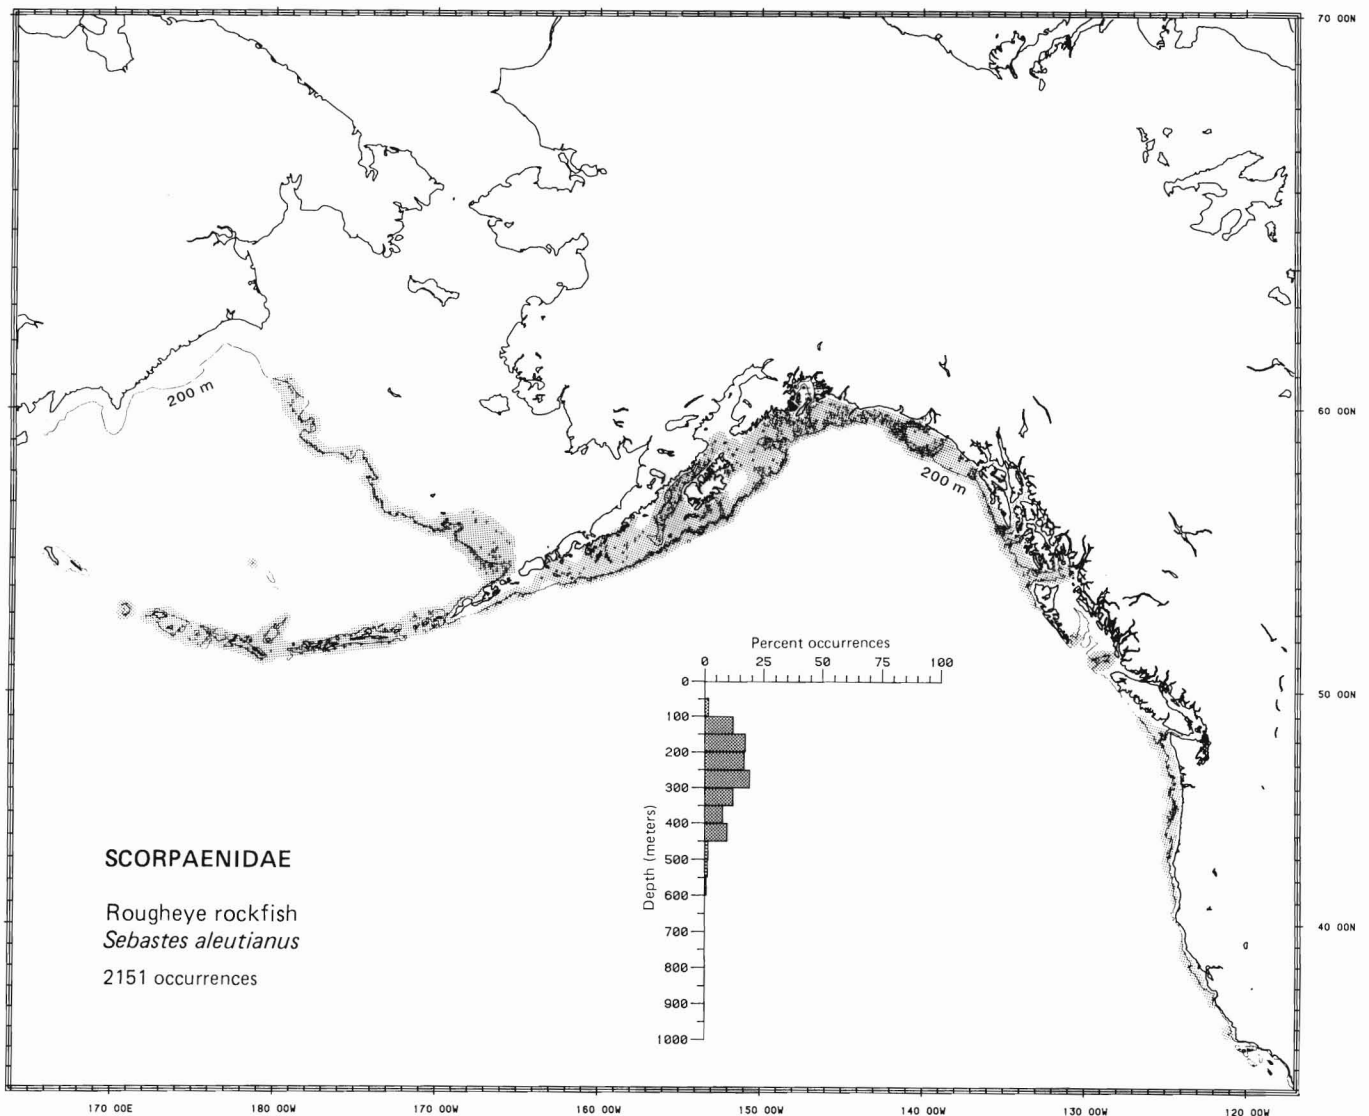 70 00N
200 m
60 00N
200 m
Percent occurrences
0 25 50 75 100
50 00N
Depth (meters)
0
100
200
300
400
500
600
700
800
900
1000
SCORPAENIDAE
Rougheye rockfish
Sebastes aleutianus
2151 occurrences
40 00N
170 00E 180 00W 170 00W 160 00W 150 00W 140 00W 130 00W 120 00W